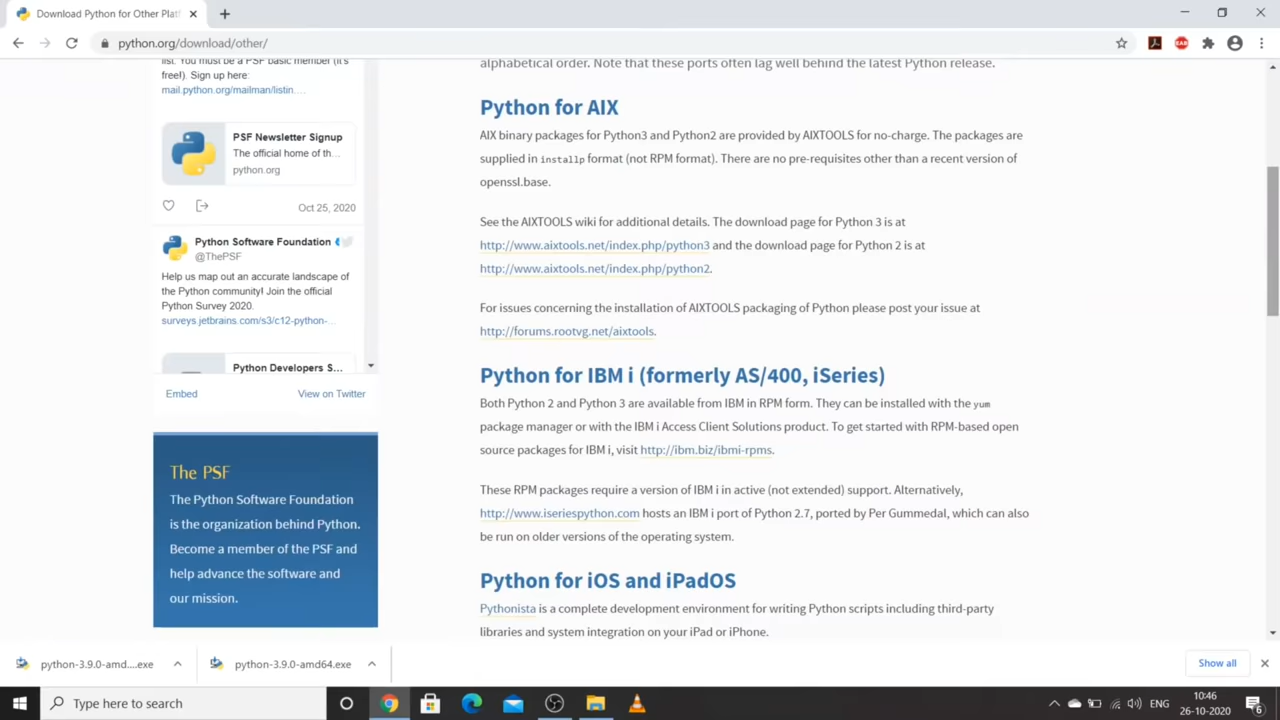 Download Python for Other Plat
python.org/download/other/
list. You must be a PSF basic member (it's
free!). Sign up here:
mail.python.org/mailman/listin…
PSF Newsletter Signup
The official home of th…
python.org
Oct 25, 2020
Python Software Foundation
@ThePSF
Help us map out an accurate landscape of
the Python community! Join the official
Python Survey 2020.
surveys.jetbrains.com/s3/c12-python-…
Python Developers S…
Embed
View on Twitter
The PSF
The Python Software Foundation
is the organization behind Python.
Become a member of the PSF and
help advance the software and
our mission.
alphabetical order. Note that these ports often lag well behind the latest Python release.
Python for AIX
AIX binary packages for Python3 and Python2 are provided by AIXTOOLS for no-charge. The packages are
supplied in installp format (not RPM format). There are no pre-requisites other than a recent version of
openssl.base.
See the AIXTOOLS wiki for additional details. The download page for Python 3 is at
http://www.aixtools.net/index.php/python3 and the download page for Python 2 is at
http://www.aixtools.net/index.php/python2.
For issues concerning the installation of AIXTOOLS packaging of Python please post your issue at
http://forums.rootvg.net/aixtools.
Python for IBM i (formerly AS/400, iSeries)
Both Python 2 and Python 3 are available from IBM in RPM form. They can be installed with the yum
package manager or with the IBM i Access Client Solutions product. To get started with RPM-based open
source packages for IBM i, visit http://ibm.biz/ibmi-rpms.
These RPM packages require a version of IBM i in active (not extended) support. Alternatively,
http://www.iseriespython.com hosts an IBM i port of Python 2.7, ported by Per Gummedal, which can also
be run on older versions of the operating system.
Python for iOS and iPadOS
Pythonista is a complete development environment for writing Python scripts including third-party
libraries and system integration on your iPad or iPhone.
python-3.9.0-amd....exe
python-3.9.0-amd64.exe
Show all
Type here to search
ENG
10:46
26-10-2020
6